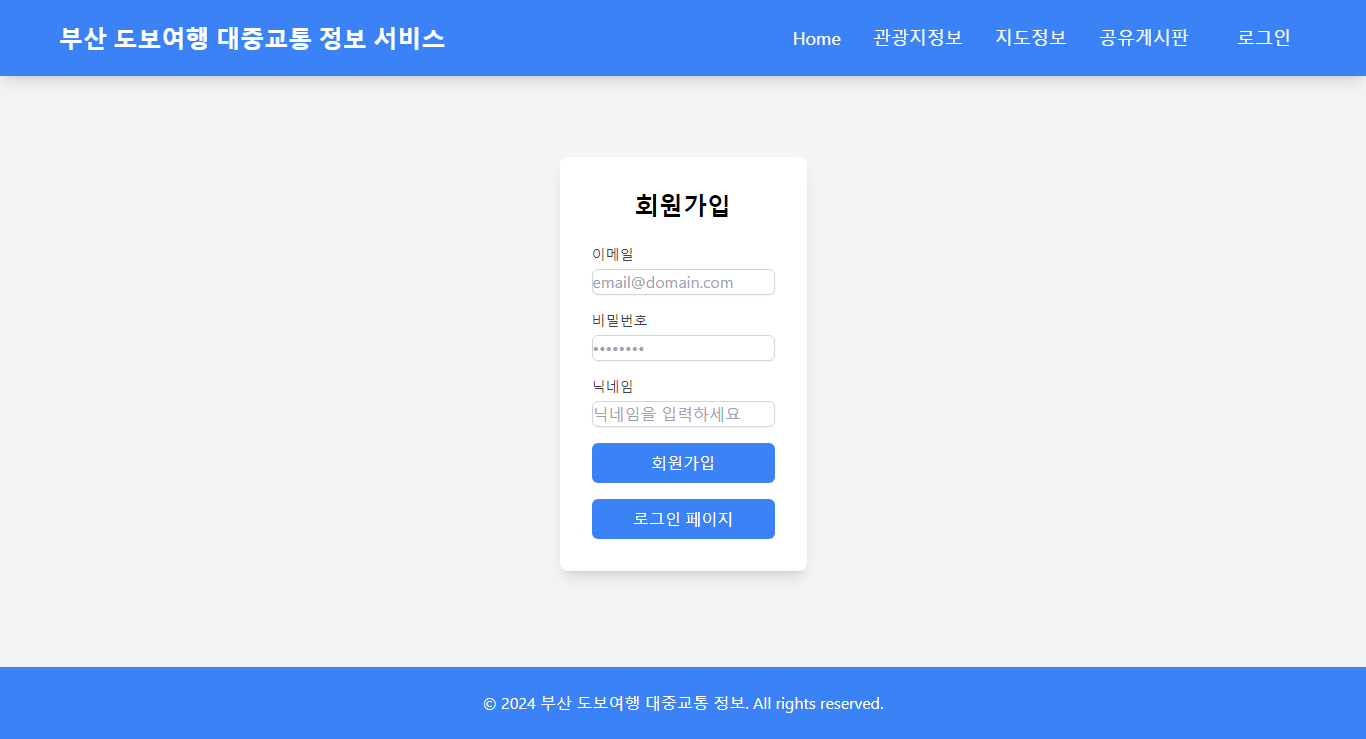 부산 도보여행 대중교통 정보 서비스
Home 관광지정보 지도정보 공유게시판 로그인
회원가입
이메일
email@domain.com
비밀번호
••••••••
닉네임
닉네임을 입력하세요
회원가입
로그인 페이지
© 2024 부산 도보여행 대중교통 정보. All rights reserved.